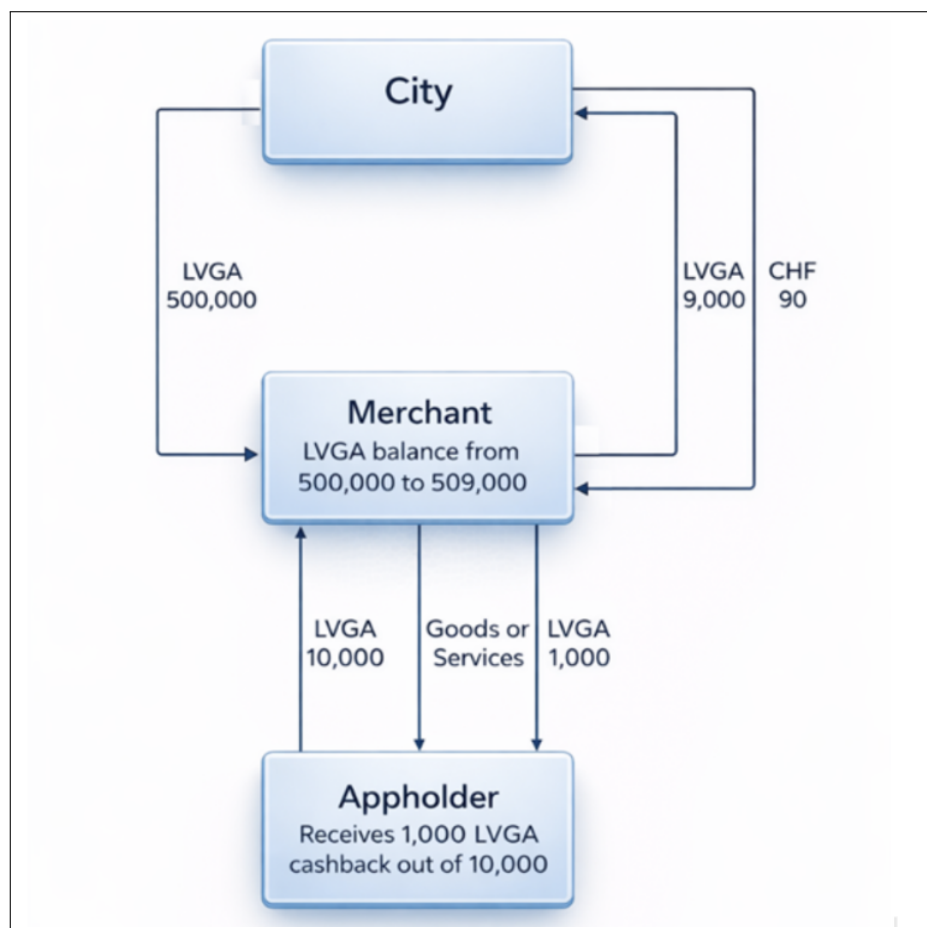 City
LVGA
500,000
LVGA
9,000
CHF
90
Merchant
LVGA balance from
500,000 to 509,000
LVGA
10,000
Goods or
Services
LVGA
1,000
Appholder
Receives 1,000 LVGA
cashback out of 10,000